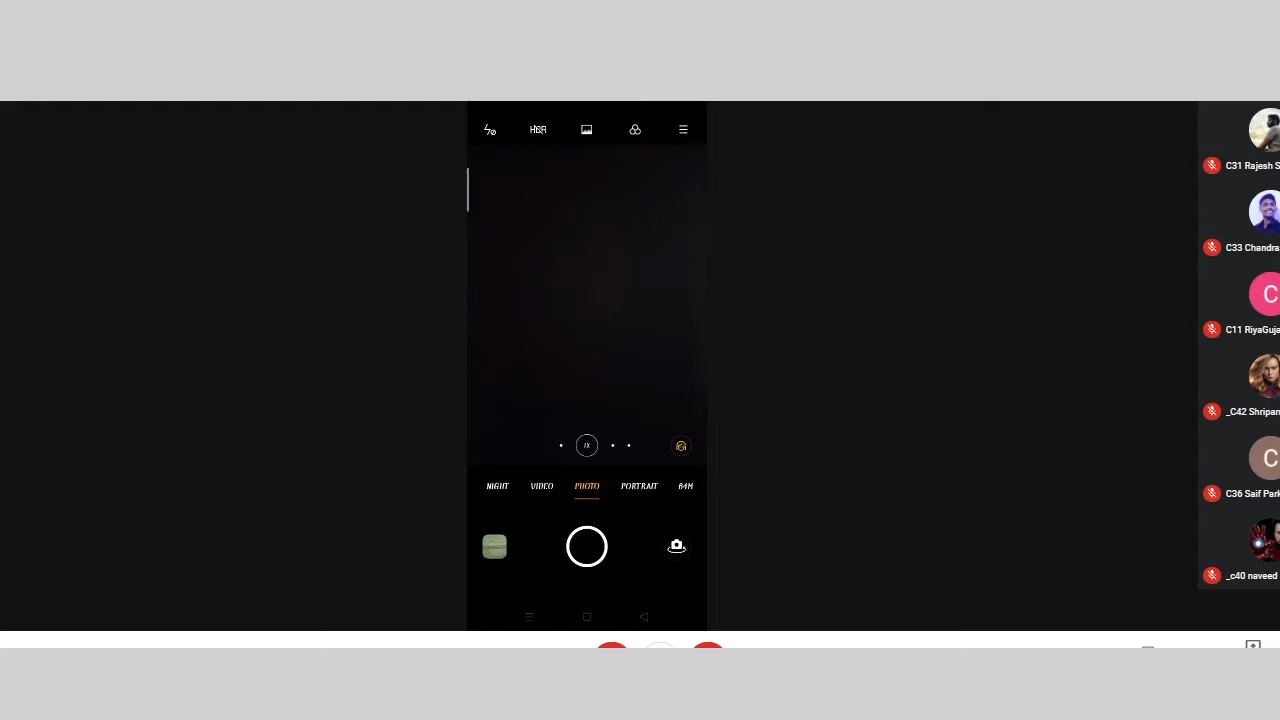 HDR
1X
NIGHT VIDEO PHOTO PORTRAIT 64M
C31 Rajesh S
C33 Chandra
C
C11 RiyaGuja
_C42 Shripan
C
C36 Saif Park
_c40 naveed